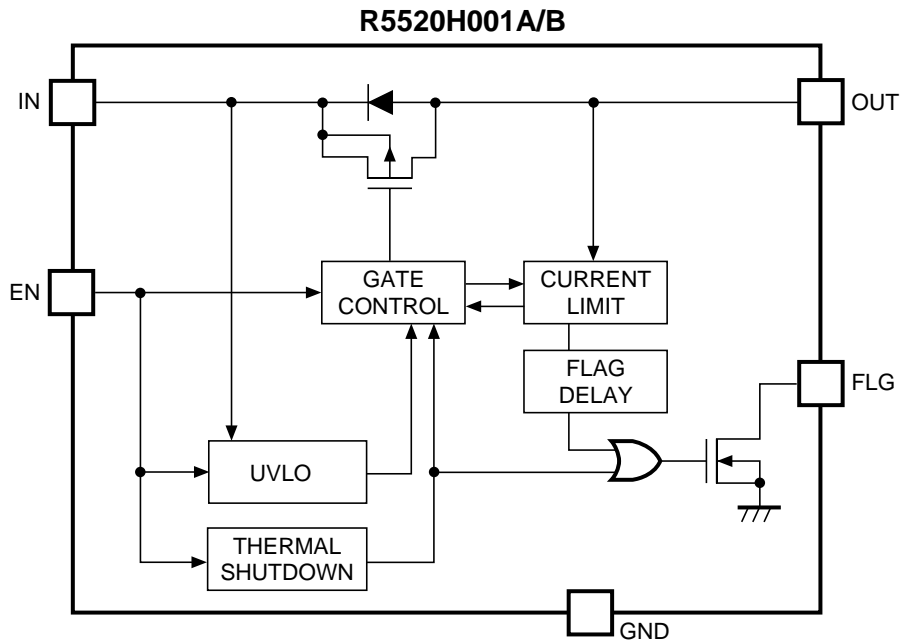 R5520H001A/B
IN
OUT
EN
GATE
CONTROL
CURRENT
LIMIT
FLAG
DELAY
FLG
UVLO
THERMAL
SHUTDOWN
GND